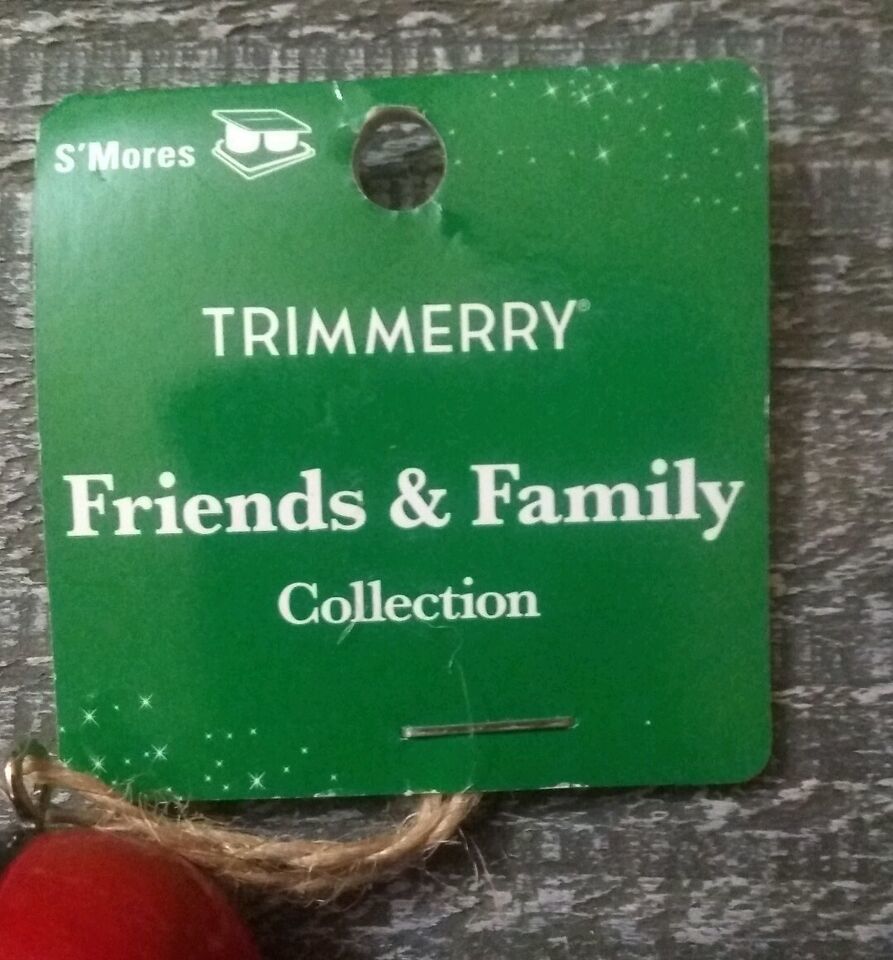 S'Mores
TRIMMERRY®
Friends & Family
Collection